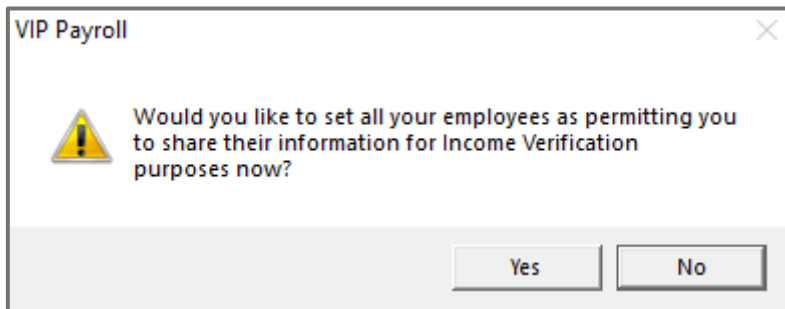 VIP Payroll
Would you like to set all your employees as permitting you
to share their information for Income Verification
purposes now?
Yes
No